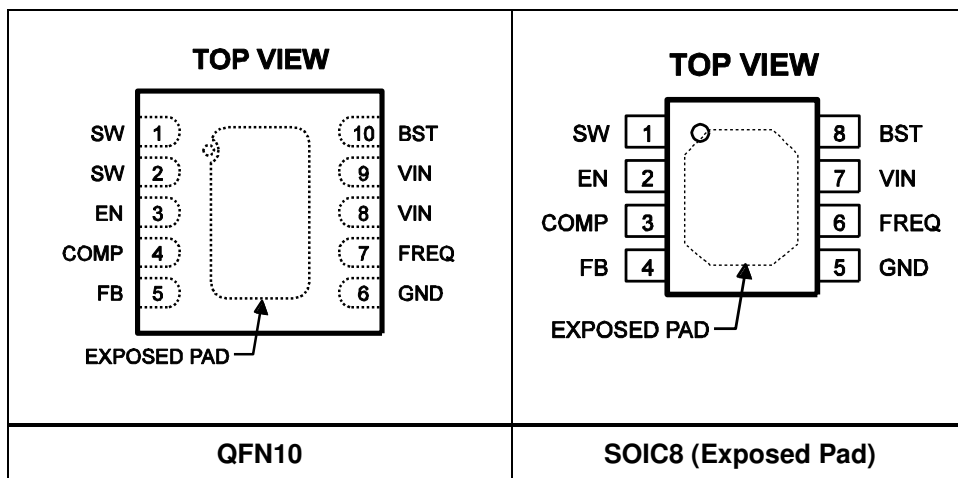 TOP VIEW
SW 1 10 BST
SW 2 9 VIN
EN 3 8 VIN
COMP 4 7 FREQ
FB 5 6 GND
EXPOSED PAD
QFN10
TOP VIEW
SW 1 8 BST
EN 2 7 VIN
COMP 3 6 FREQ
FB 4 5 GND
EXPOSED PAD
SOIC8 (Exposed Pad)